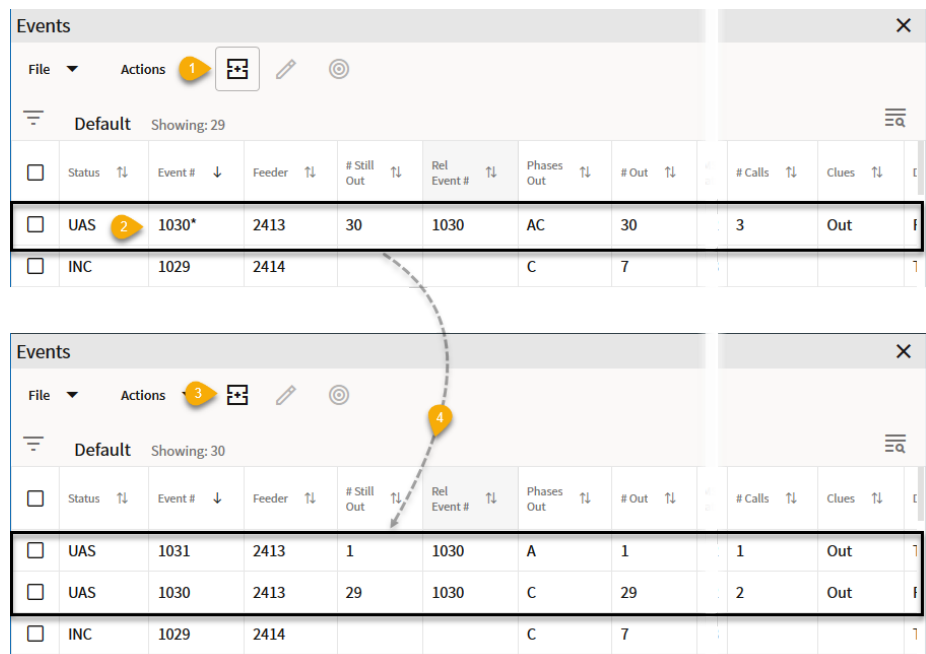 Events
File Actions 1
Default Showing: 29
Status Event # Feeder # Still Out Rel Event # Phases Out # Out # Calls Clues
UAS 2 1030* 2413 30 1030 AC 30 3 Out
INC 1029 2414 C 7
4
Events
File Actions 3
Default Showing: 30
Status Event # Feeder # Still Out Rel Event # Phases Out # Out # Calls Clues
UAS 1031 2413 1 1030 A 1 1 Out
UAS 1030 2413 29 1030 C 29 2 Out
INC 1029 2414 C 7